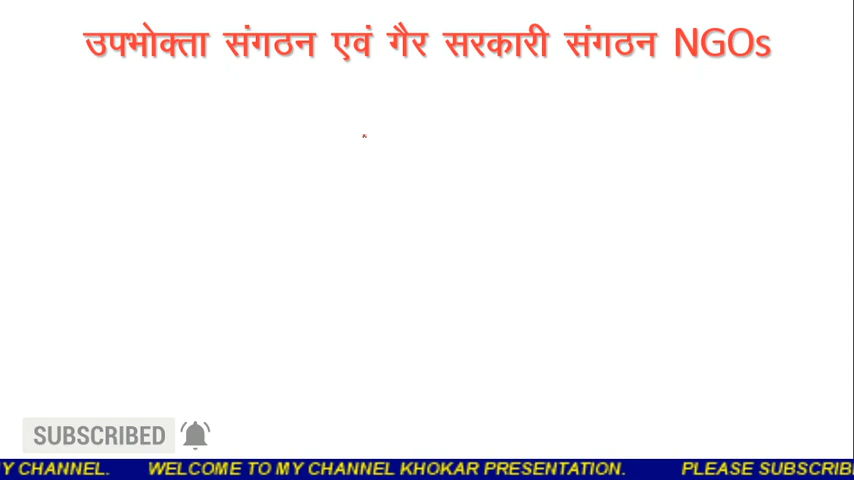 उपभोक्ता संगठन एवं गैर सरकारी संगठन NGOs
SUBSCRIBED
Y CHANNEL. WELCOME TO MY CHANNEL KHOKAR PRESENTATION. PLEASE SUBSCRIB